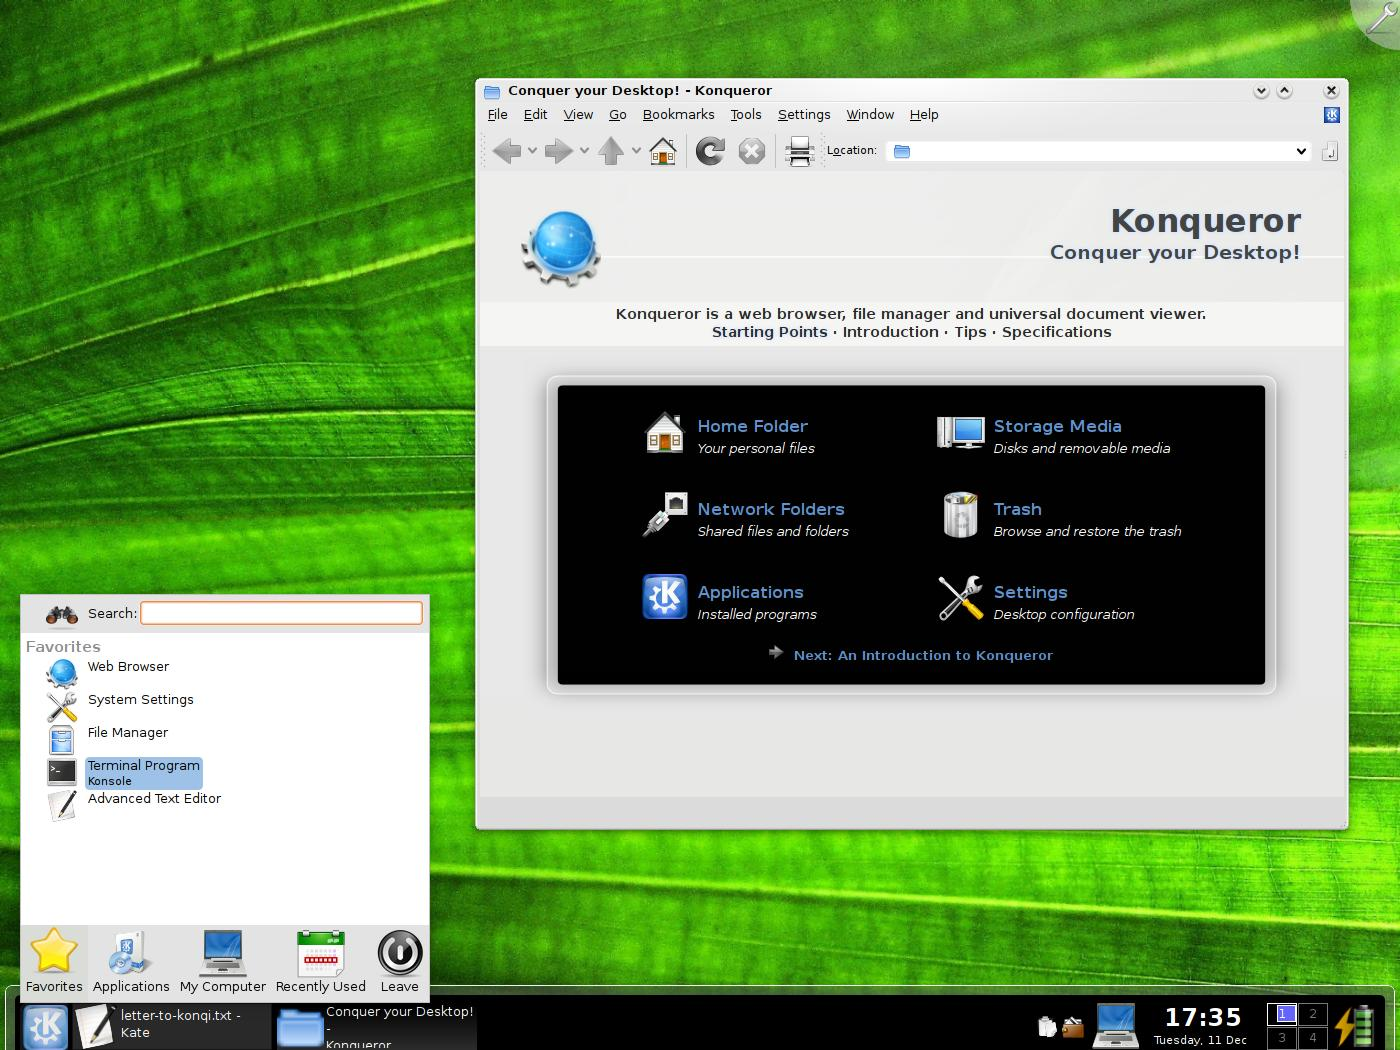 Conquer your Desktop! - Konqueror
File Edit View Go Bookmarks Tools Settings Window Help
Location:
Konqueror
Conquer your Desktop!
Konqueror is a web browser, file manager and universal document viewer.
Starting Points · Introduction · Tips · Specifications
Home Folder
Your personal files
Storage Media
Disks and removable media
Network Folders
Shared files and folders
Trash
Browse and restore the trash
Applications
Installed programs
Settings
Desktop configuration
Next: An Introduction to Konqueror
Search:
Favorites
Web Browser
System Settings
File Manager
Terminal Program
Konsole
Advanced Text Editor
Favorites Applications My Computer Recently Used Leave
letter-to-konqi.txt -
Kate
Conquer your Desktop!
-
Konqueror
17:35
Tuesday, 11 Dec
1 2
3 4